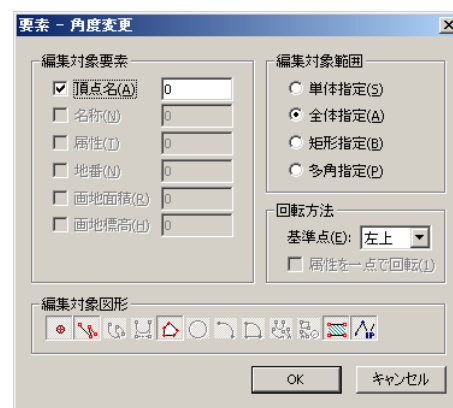 要素 - 角度変更
編集対象要素
頂点名(A) 0
名称(N) 0
属性(T) 0
地番(N) 0
画地面積(R) 0
画地標高(H) 0
編集対象範囲
単体指定(S)
全体指定(A)
矩形指定(B)
多角指定(P)
回転方法
基準点(E): 左上
属性を一点で回転(1)
編集対象図形
IP
OK キャンセル